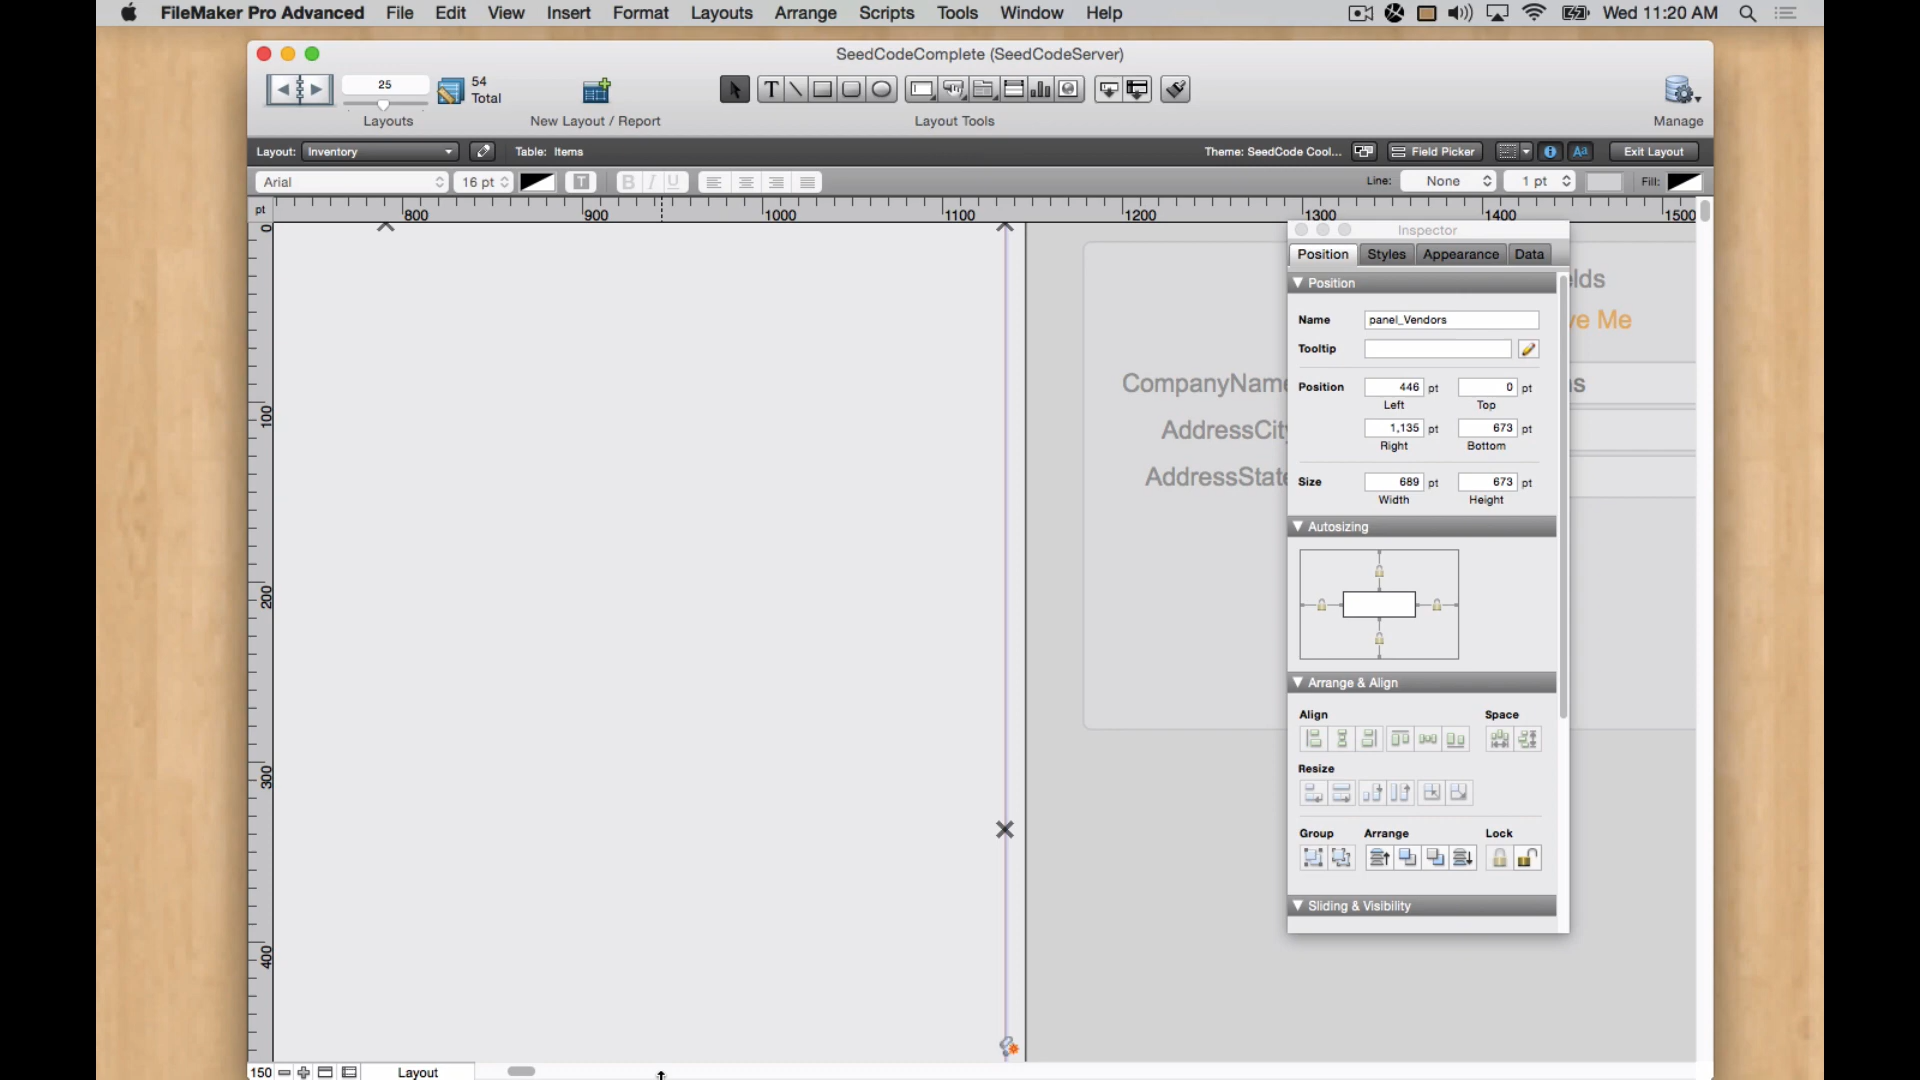 FileMaker Pro Advanced File Edit View Insert Format Layouts Arrange Scripts Tools Window Help Wed 11:20 AM
SeedCodeComplete (SeedCodeServer)
25 54
Total
Layouts New Layout / Report Layout Tools Manage
Layout: Inventory Table: Items Theme: SeedCode Cool... Field Picker Aa Exit Layout
Arial 16 pt T B I U Line: None 1 pt Fill:
pt 800 900 1000 1100 1200 1300 1400 1500
0
100
200
300
400
CompanyName
AddressCity
AddressState
lds
ve Me
s
Inspector
Position Styles Appearance Data
Position
Name panel_Vendors
Tooltip
Position 446 pt 0 pt
Left Top
1,135 pt 673 pt
Right Bottom
Size 689 pt 673 pt
Width Height
Autosizing
Arrange & Align
Align Space
Resize
Group Arrange Lock
Sliding & Visibility
150 Layout